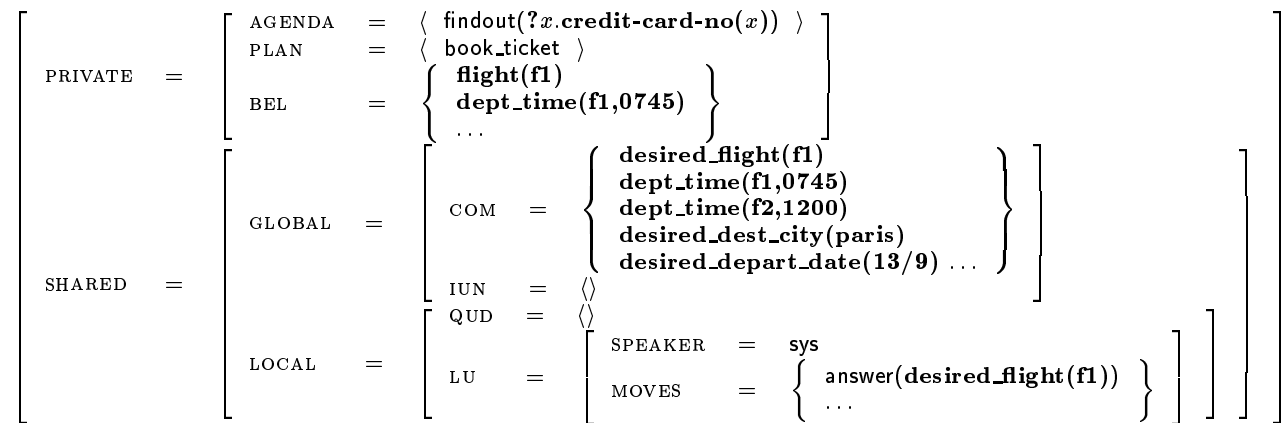 AGENDA = ⟨ findout(?x.credit-card-no(x)) ⟩
PLAN = ⟨ book_ticket ⟩
PRIVATE =
flight(f1)
BEL = { dept_time(f1,0745) }
...
desired_flight(f1)
dept_time(f1,0745)
COM = { dept_time(f2,1200) }
GLOBAL =
desired_dest_city(paris)
desired_depart_date(13/9) ...
SHARED =
IUN = ⟨⟩
QUD = ⟨⟩
SPEAKER = sys
LOCAL =
LU =
MOVES = { answer(desired_flight(f1)) }
...